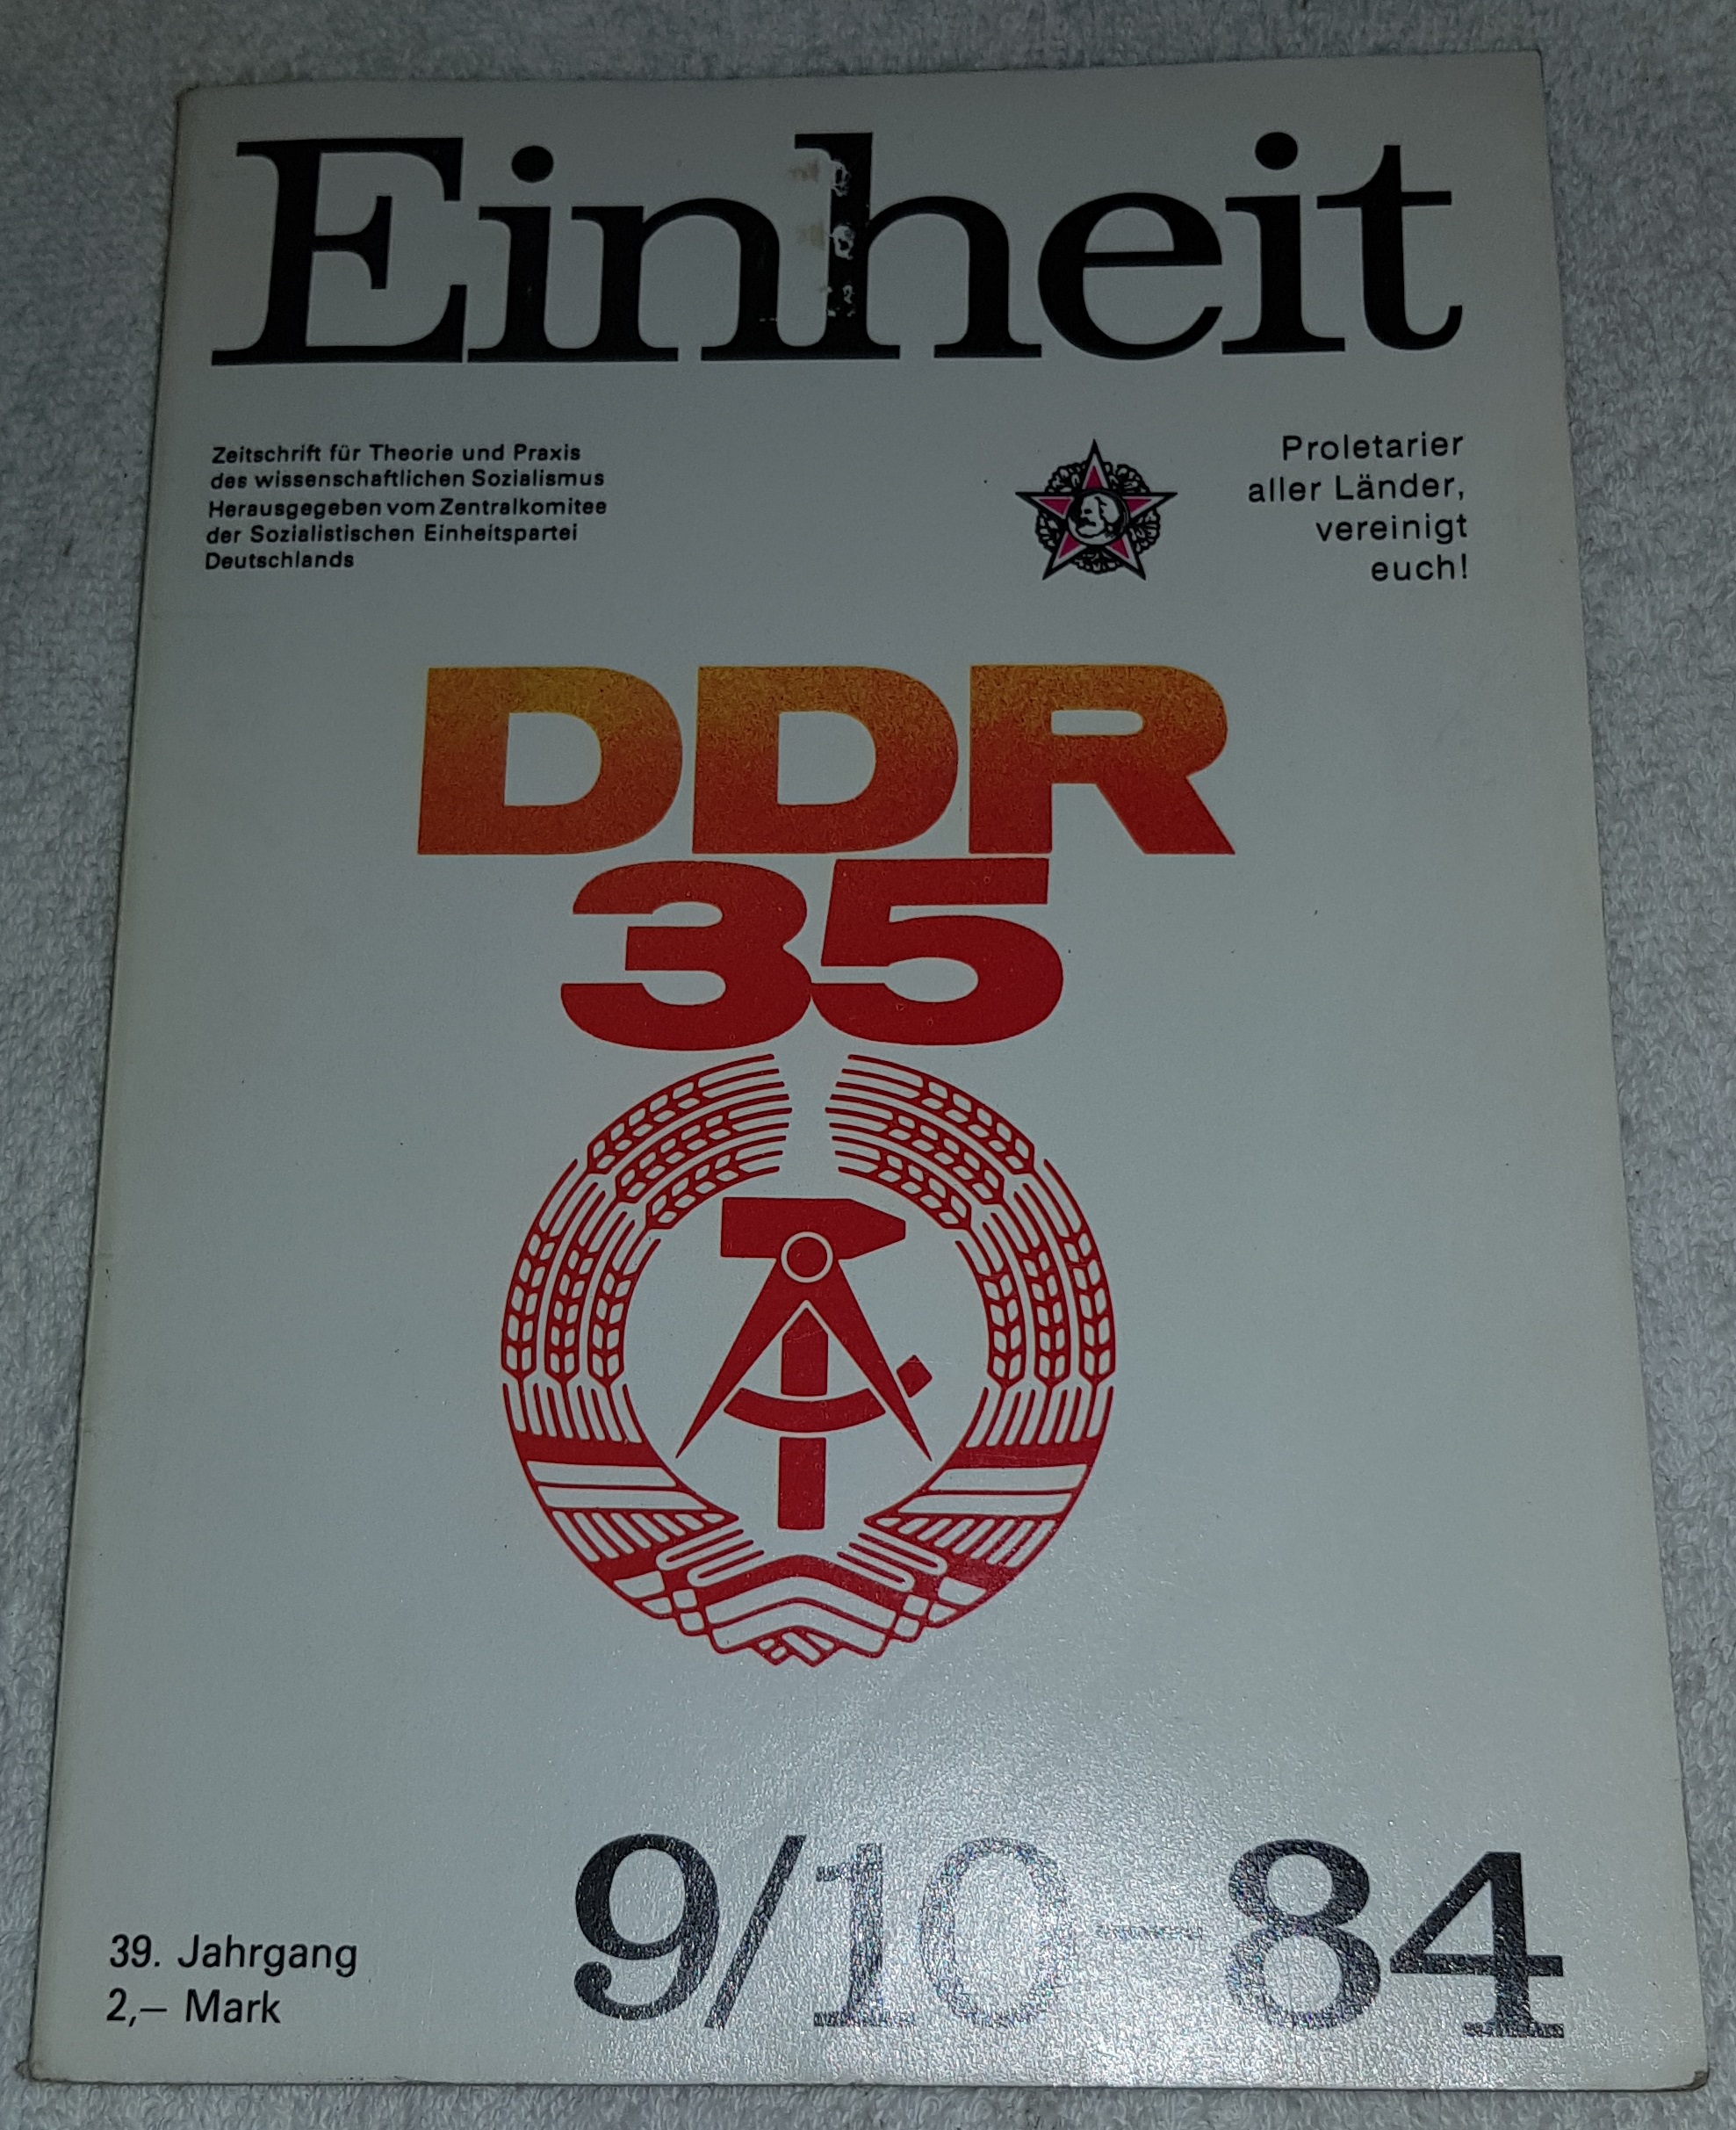 Einheit
Zeitschrift für Theorie und Praxis
des wissenschaftlichen Sozialismus
Herausgegeben vom Zentralkomitee
der Sozialistischen Einheitspartei
Deutschlands
Proletarier
aller Länder,
vereinigt
euch!
DDR
35
39. Jahrgang
2,— Mark
9/10–84